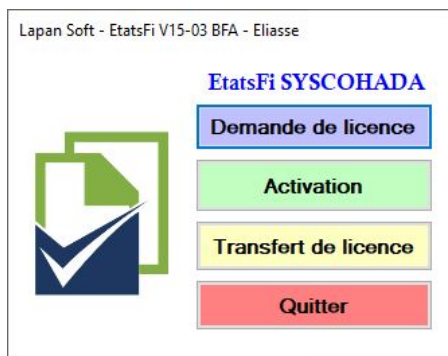 Lapan Soft - EtatsFi V15-03 BFA - Eliasse
EtatsFi SYSCOHADA
Demande de licence
Activation
Transfert de licence
Quitter